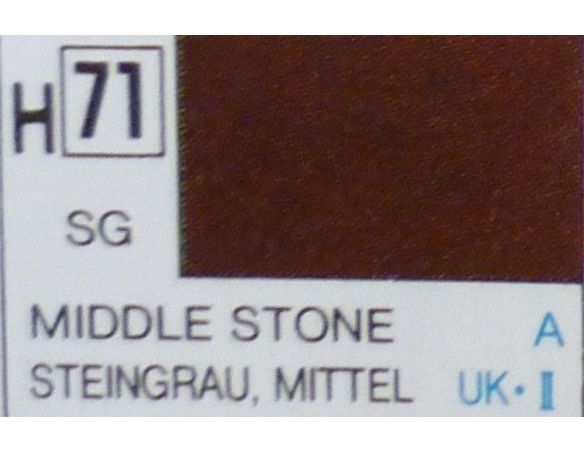 H 71
SG
MIDDLE STONE A
STEINGRAU, MITTEL UK・Ⅱ